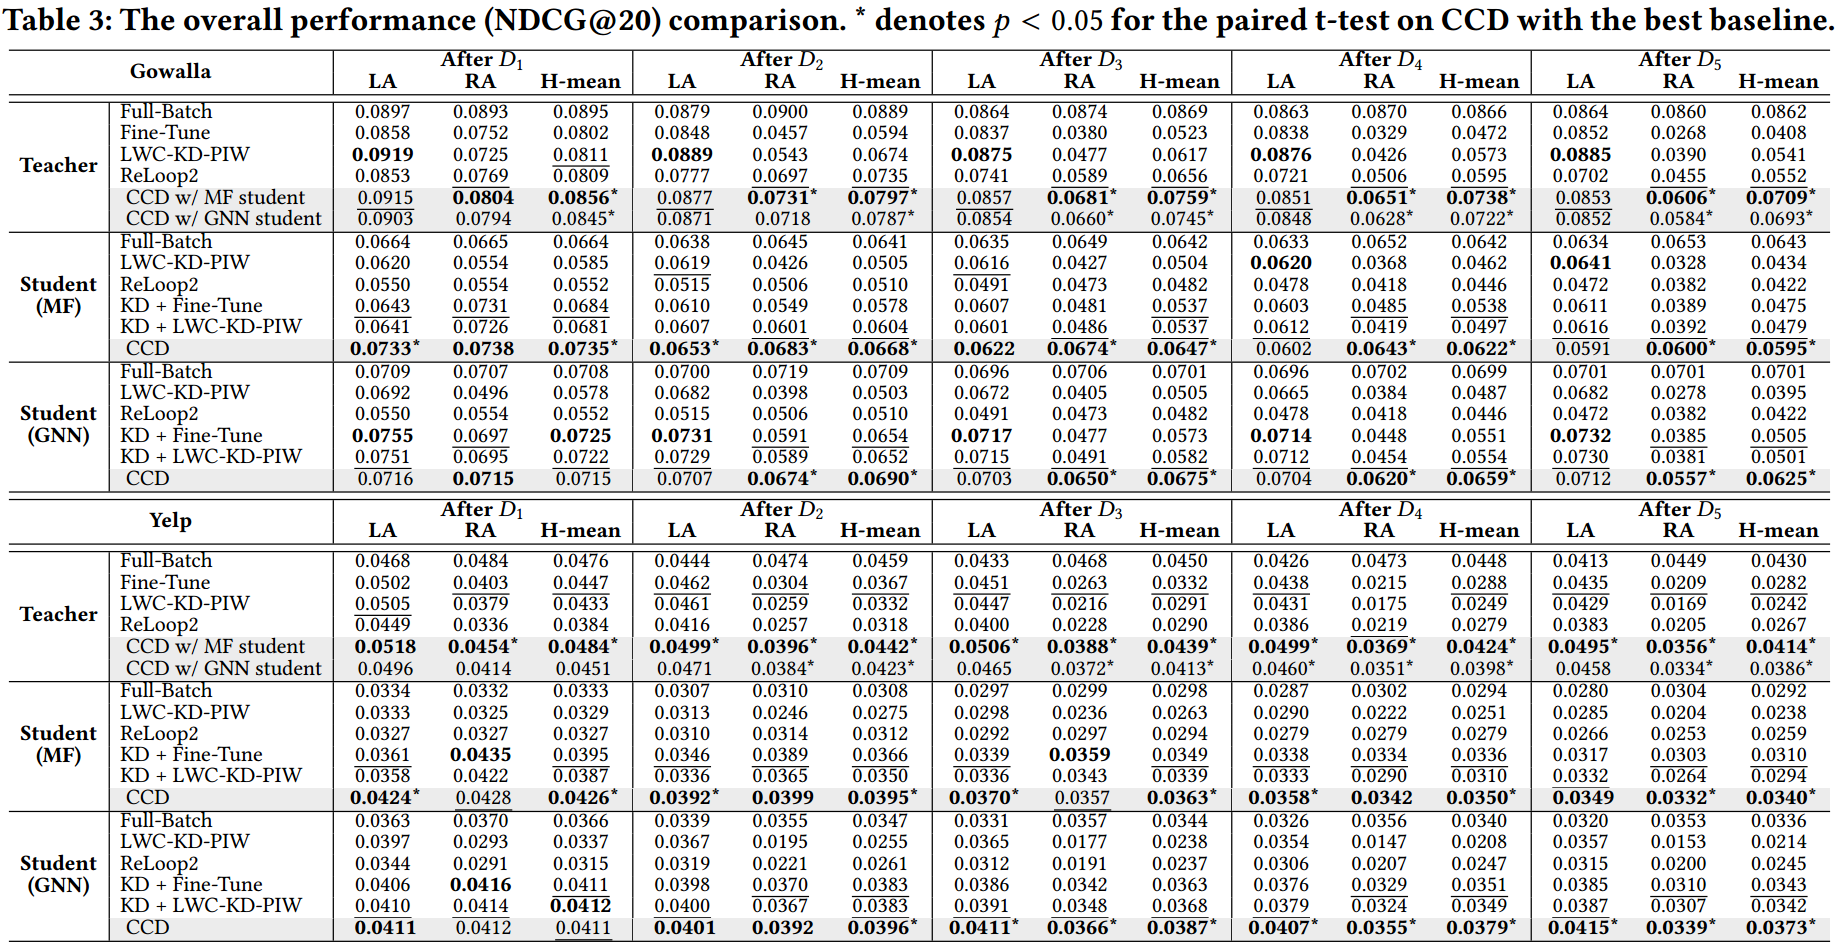 Table 3: The overall performance (NDCG@20) comparison. * denotes p < 0.05 for the paired t-test on CCD with the best baseline.
Gowalla After D1 After D2 After D3 After D4 After D5
LA RA H-mean LA RA H-mean LA RA H-mean LA RA H-mean LA RA H-mean
Teacher
Full-Batch 0.0897 0.0893 0.0895 0.0879 0.0900 0.0889 0.0864 0.0874 0.0869 0.0863 0.0870 0.0866 0.0864 0.0860 0.0862
Fine-Tune 0.0858 0.0752 0.0802 0.0848 0.0457 0.0594 0.0837 0.0380 0.0523 0.0838 0.0329 0.0472 0.0852 0.0268 0.0408
LWC-KD-PIW 0.0919 0.0725 0.0811 0.0889 0.0543 0.0674 0.0875 0.0477 0.0617 0.0876 0.0426 0.0573 0.0885 0.0390 0.0541
ReLoop2 0.0853 0.0769 0.0809 0.0777 0.0697 0.0735 0.0741 0.0589 0.0656 0.0721 0.0506 0.0595 0.0702 0.0455 0.0552
CCD w/ MF student 0.0915 0.0804 0.0856* 0.0877 0.0731* 0.0797* 0.0857 0.0681* 0.0759* 0.0851 0.0651* 0.0738* 0.0853 0.0606* 0.0709*
CCD w/ GNN student 0.0903 0.0794 0.0845* 0.0871 0.0718 0.0787* 0.0854 0.0660* 0.0745* 0.0848 0.0628* 0.0722* 0.0852 0.0584* 0.0693*
Student (MF)
Full-Batch 0.0664 0.0665 0.0664 0.0638 0.0645 0.0641 0.0635 0.0649 0.0642 0.0633 0.0652 0.0642 0.0634 0.0653 0.0643
LWC-KD-PIW 0.0620 0.0554 0.0585 0.0619 0.0426 0.0505 0.0616 0.0427 0.0504 0.0620 0.0368 0.0462 0.0641 0.0328 0.0434
ReLoop2 0.0550 0.0554 0.0552 0.0515 0.0506 0.0510 0.0491 0.0473 0.0482 0.0478 0.0418 0.0446 0.0472 0.0382 0.0422
KD + Fine-Tune 0.0643 0.0731 0.0684 0.0610 0.0549 0.0578 0.0607 0.0481 0.0537 0.0603 0.0485 0.0538 0.0611 0.0389 0.0475
KD + LWC-KD-PIW 0.0641 0.0726 0.0681 0.0607 0.0601 0.0604 0.0601 0.0486 0.0537 0.0612 0.0419 0.0497 0.0616 0.0392 0.0479
CCD 0.0733* 0.0738 0.0735* 0.0653* 0.0683* 0.0668* 0.0622 0.0674* 0.0647* 0.0602 0.0643* 0.0622* 0.0591 0.0600* 0.0595*
Student (GNN)
Full-Batch 0.0709 0.0707 0.0708 0.0700 0.0719 0.0709 0.0696 0.0706 0.0701 0.0696 0.0702 0.0699 0.0701 0.0701 0.0701
LWC-KD-PIW 0.0692 0.0496 0.0578 0.0682 0.0398 0.0503 0.0672 0.0405 0.0505 0.0665 0.0384 0.0487 0.0682 0.0278 0.0395
ReLoop2 0.0550 0.0554 0.0552 0.0515 0.0506 0.0510 0.0491 0.0473 0.0482 0.0478 0.0418 0.0446 0.0472 0.0382 0.0422
KD + Fine-Tune 0.0755 0.0697 0.0725 0.0731 0.0591 0.0654 0.0717 0.0477 0.0573 0.0714 0.0448 0.0551 0.0732 0.0385 0.0505
KD + LWC-KD-PIW 0.0751 0.0695 0.0722 0.0729 0.0589 0.0652 0.0715 0.0491 0.0582 0.0712 0.0454 0.0554 0.0730 0.0381 0.0501
CCD 0.0716 0.0715 0.0715 0.0707 0.0674* 0.0690* 0.0703 0.0650* 0.0675* 0.0704 0.0620* 0.0659* 0.0712 0.0557* 0.0625*
Yelp After D1 After D2 After D3 After D4 After D5
LA RA H-mean LA RA H-mean LA RA H-mean LA RA H-mean LA RA H-mean
Teacher
Full-Batch 0.0468 0.0484 0.0476 0.0444 0.0474 0.0459 0.0433 0.0468 0.0450 0.0426 0.0473 0.0448 0.0413 0.0449 0.0430
Fine-Tune 0.0502 0.0403 0.0447 0.0462 0.0304 0.0367 0.0451 0.0263 0.0332 0.0438 0.0215 0.0288 0.0435 0.0209 0.0282
LWC-KD-PIW 0.0505 0.0379 0.0433 0.0461 0.0259 0.0332 0.0447 0.0216 0.0291 0.0431 0.0175 0.0249 0.0429 0.0169 0.0242
ReLoop2 0.0449 0.0336 0.0384 0.0416 0.0257 0.0318 0.0400 0.0228 0.0290 0.0386 0.0219 0.0279 0.0383 0.0205 0.0267
CCD w/ MF student 0.0518 0.0454* 0.0484* 0.0499* 0.0396* 0.0442* 0.0506* 0.0388* 0.0439* 0.0499* 0.0369* 0.0424* 0.0495* 0.0356* 0.0414*
CCD w/ GNN student 0.0496 0.0414 0.0451 0.0471 0.0384* 0.0423* 0.0465 0.0372* 0.0413* 0.0460* 0.0351* 0.0398* 0.0458 0.0334* 0.0386*
Student (MF)
Full-Batch 0.0334 0.0332 0.0333 0.0307 0.0310 0.0308 0.0297 0.0299 0.0298 0.0287 0.0302 0.0294 0.0280 0.0304 0.0292
LWC-KD-PIW 0.0333 0.0325 0.0329 0.0313 0.0246 0.0275 0.0298 0.0236 0.0263 0.0290 0.0222 0.0251 0.0285 0.0204 0.0238
ReLoop2 0.0327 0.0327 0.0327 0.0310 0.0314 0.0312 0.0292 0.0297 0.0294 0.0279 0.0279 0.0279 0.0266 0.0253 0.0259
KD + Fine-Tune 0.0361 0.0435 0.0395 0.0346 0.0389 0.0366 0.0339 0.0359 0.0349 0.0338 0.0334 0.0336 0.0317 0.0303 0.0310
KD + LWC-KD-PIW 0.0358 0.0422 0.0387 0.0336 0.0365 0.0350 0.0336 0.0343 0.0339 0.0333 0.0290 0.0310 0.0332 0.0264 0.0294
CCD 0.0424* 0.0428 0.0426* 0.0392* 0.0399 0.0395* 0.0370* 0.0357 0.0363* 0.0358* 0.0342 0.0350* 0.0349 0.0332* 0.0340*
Student (GNN)
Full-Batch 0.0363 0.0370 0.0366 0.0339 0.0355 0.0347 0.0331 0.0357 0.0344 0.0326 0.0356 0.0340 0.0320 0.0353 0.0336
LWC-KD-PIW 0.0397 0.0293 0.0337 0.0367 0.0195 0.0255 0.0365 0.0177 0.0238 0.0354 0.0147 0.0208 0.0357 0.0153 0.0214
ReLoop2 0.0344 0.0291 0.0315 0.0319 0.0221 0.0261 0.0312 0.0191 0.0237 0.0306 0.0207 0.0247 0.0315 0.0200 0.0245
KD + Fine-Tune 0.0406 0.0416 0.0411 0.0398 0.0370 0.0383 0.0386 0.0342 0.0363 0.0376 0.0329 0.0351 0.0385 0.0310 0.0343
KD + LWC-KD-PIW 0.0410 0.0414 0.0412 0.0400 0.0367 0.0383 0.0391 0.0348 0.0368 0.0379 0.0324 0.0349 0.0387 0.0307 0.0342
CCD 0.0411 0.0412 0.0411 0.0401 0.0392 0.0396* 0.0411* 0.0366* 0.0387* 0.0407* 0.0355* 0.0379* 0.0415* 0.0339* 0.0373*